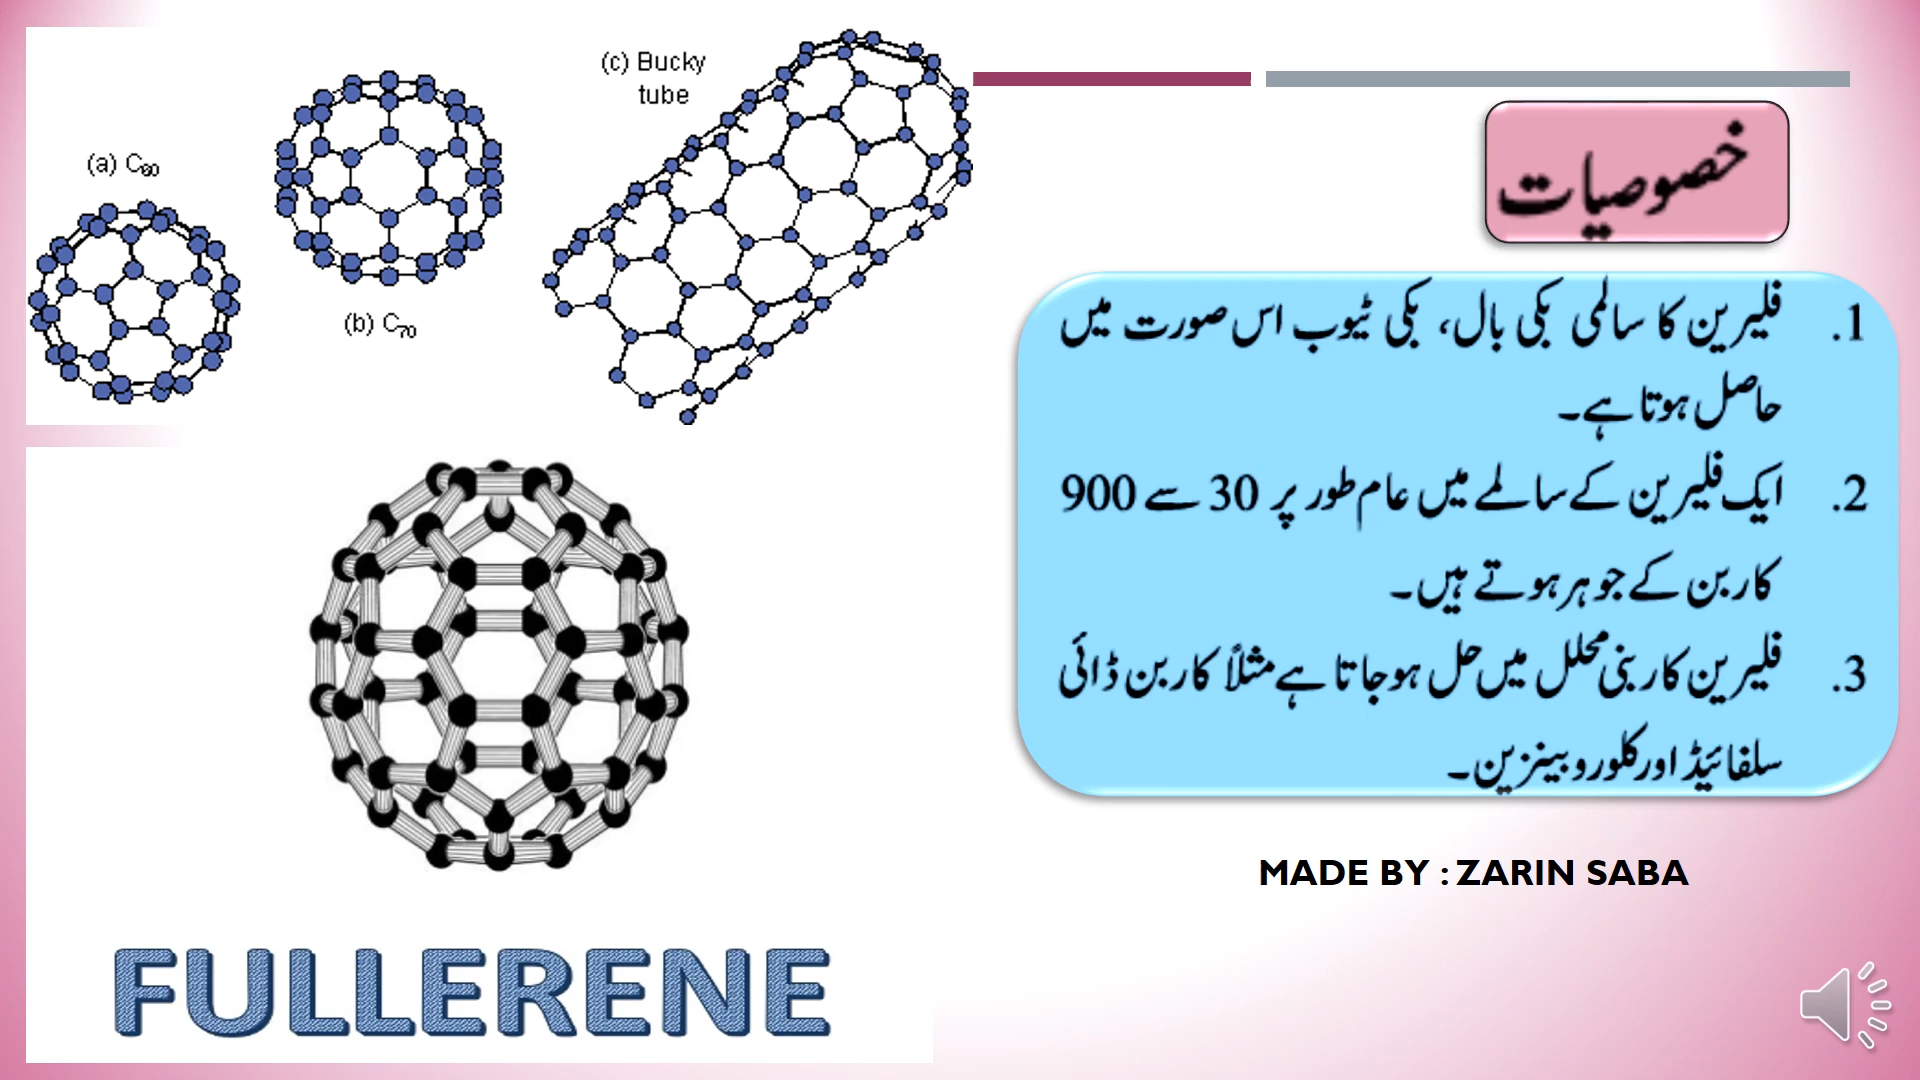 (a) C60
(b) C70
(c) Bucky
tube
خصوصیات
1. فلیرین کا سالمی بکی بال، بکی ٹیوب اس صورت میں
حاصل ہوتا ہے۔
2. ایک فلیرین کے سالمے میں عام طور پر 30 سے 900
کاربن کے جوہر ہوتے ہیں۔
3. فلیرین کاربنی محلل میں حل ہوجاتا ہے مثلاً کاربن ڈائی
سلفائیڈ اور کلوروبینزین۔
MADE BY : ZARIN SABA
FULLERENE